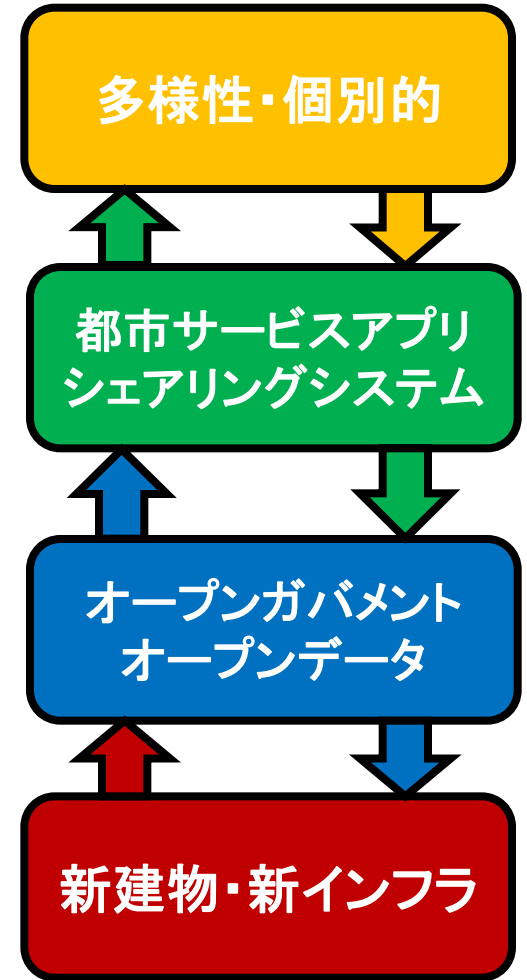 多様性・個別的
都市サービスアプリ
シェアリングシステム
オープンガバメント
オープンデータ
新建物・新インフラ